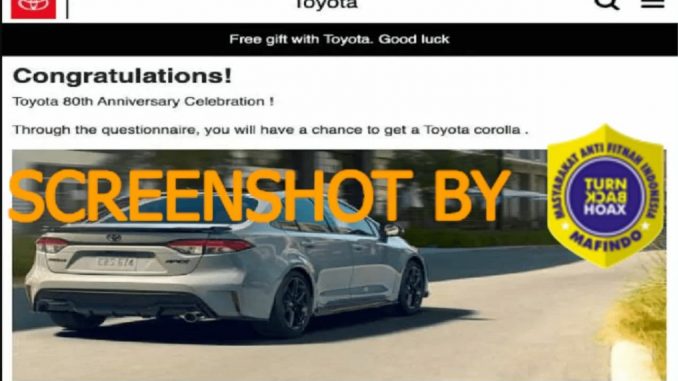 Toyota
Free gift with Toyota. Good luck
Congratulations!
Toyota 80th Anniversary Celebration !
Through the questionnaire, you will have a chance to get a Toyota corolla .
SCREENSHOT BY
MASYARAKAT ANTI FITNAH INDONESIA
TURN
BACK
HOAX
MAFINDO